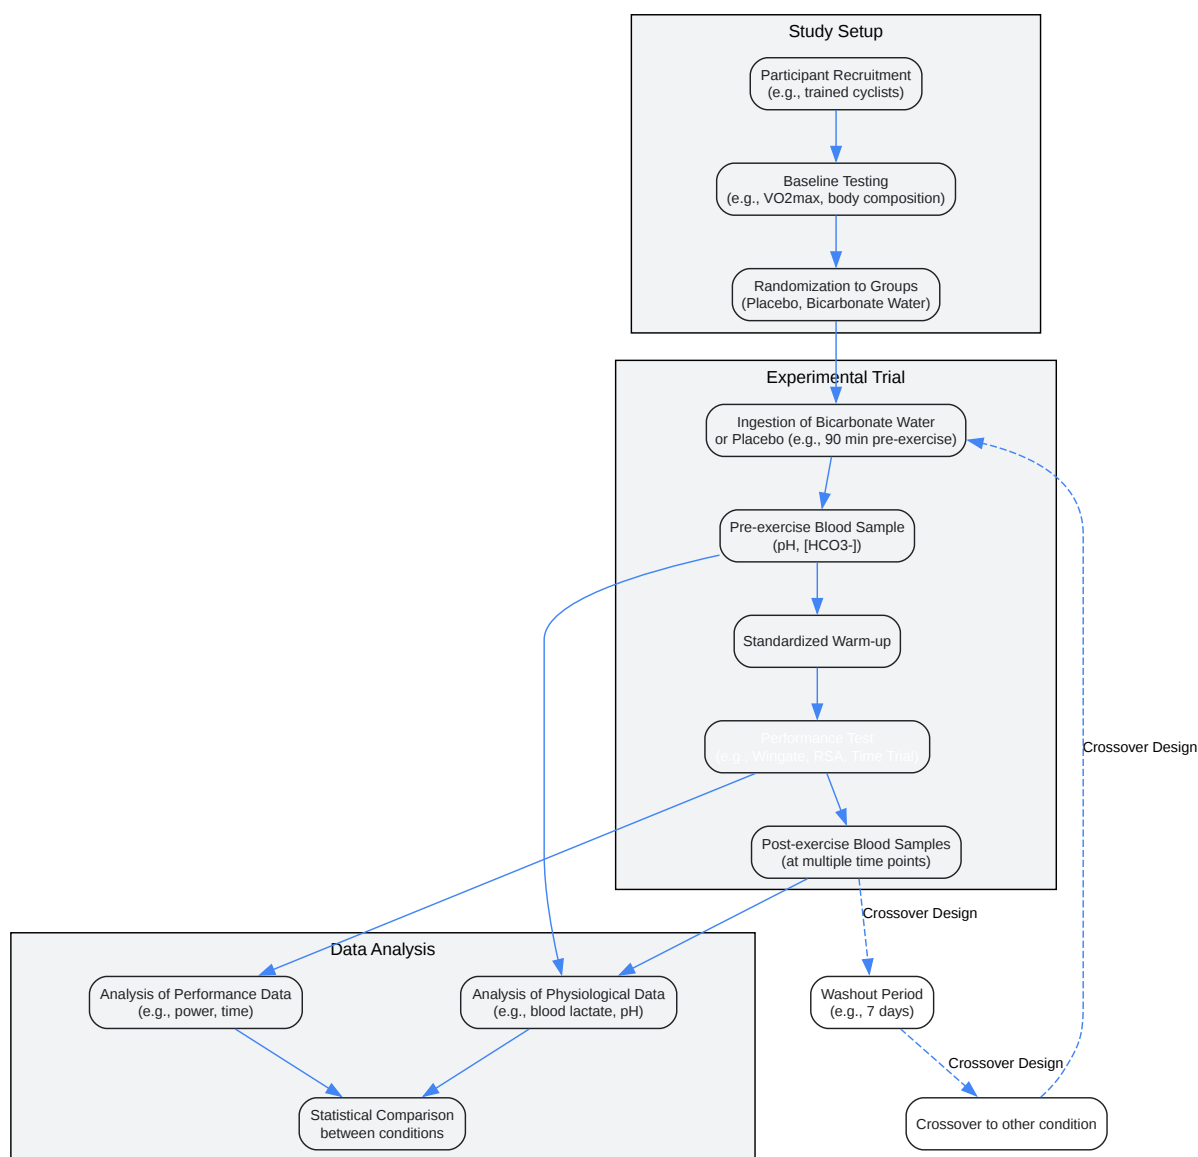 Study Setup
Participant Recruitment
(e.g., trained cyclists)
Baseline Testing
(e.g., VO2max, body composition)
Randomization to Groups
(Placebo, Bicarbonate Water)
Experimental Trial
Ingestion of Bicarbonate Water
or Placebo (e.g., 90 min pre-exercise)
Pre-exercise Blood Sample
(pH, [HCO3-])
Standardized Warm-up
Performance Test
(e.g., Wingate, RSA, Time Trial)
Crossover Design
Post-exercise Blood Samples
(at multiple time points)
Crossover Design
Data Analysis
Analysis of Performance Data
(e.g., power, time)
Analysis of Physiological Data
(e.g., blood lactate, pH)
Washout Period
(e.g., 7 days)
Crossover Design
Statistical Comparison
between conditions
Crossover to other condition